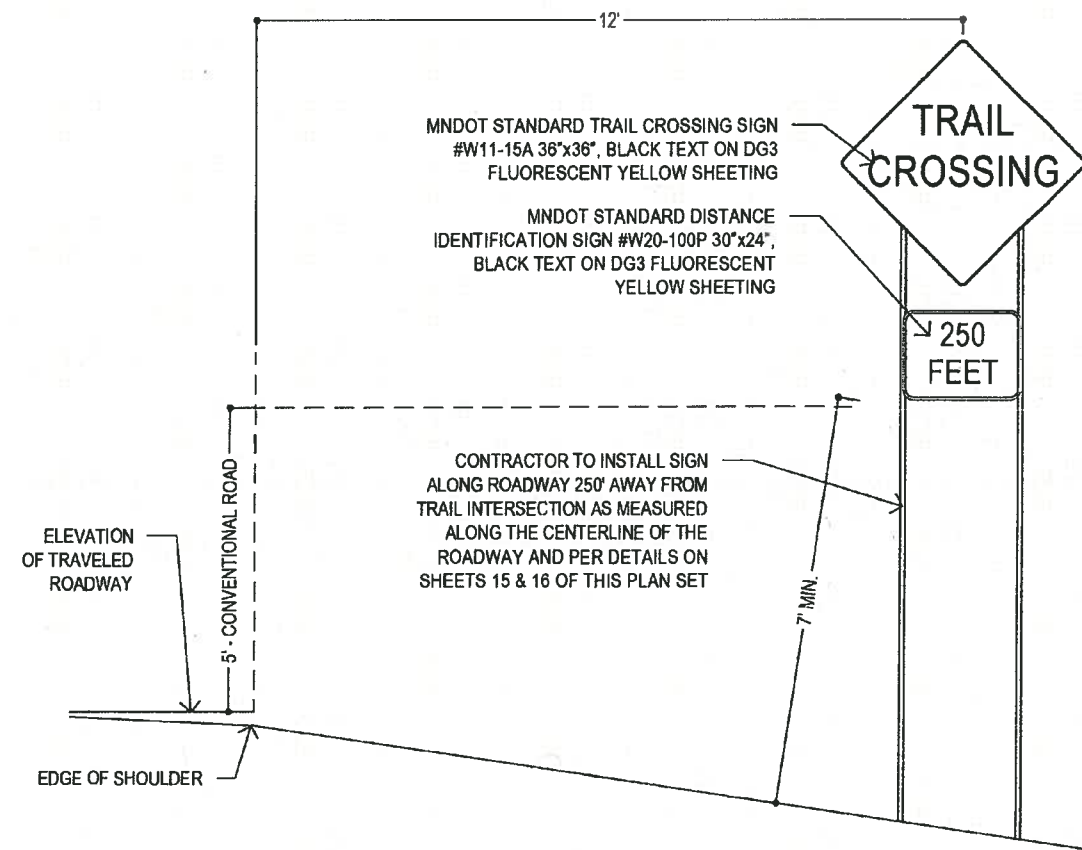 12'
TRAIL
CROSSING
MNDOT STANDARD TRAIL CROSSING SIGN
#W11-15A 36"x36", BLACK TEXT ON DG3
FLUORESCENT YELLOW SHEETING
MNDOT STANDARD DISTANCE
IDENTIFICATION SIGN #W20-100P 30"x24",
BLACK TEXT ON DG3 FLUORESCENT
YELLOW SHEETING
250
FEET
CONTRACTOR TO INSTALL SIGN
ALONG ROADWAY 250' AWAY FROM
TRAIL INTERSECTION AS MEASURED
ALONG THE CENTERLINE OF THE
ROADWAY AND PER DETAILS ON
SHEETS 15 & 16 OF THIS PLAN SET
5' - CONVENTIONAL ROAD
7' MIN.
ELEVATION
OF TRAVELED
ROADWAY
EDGE OF SHOULDER